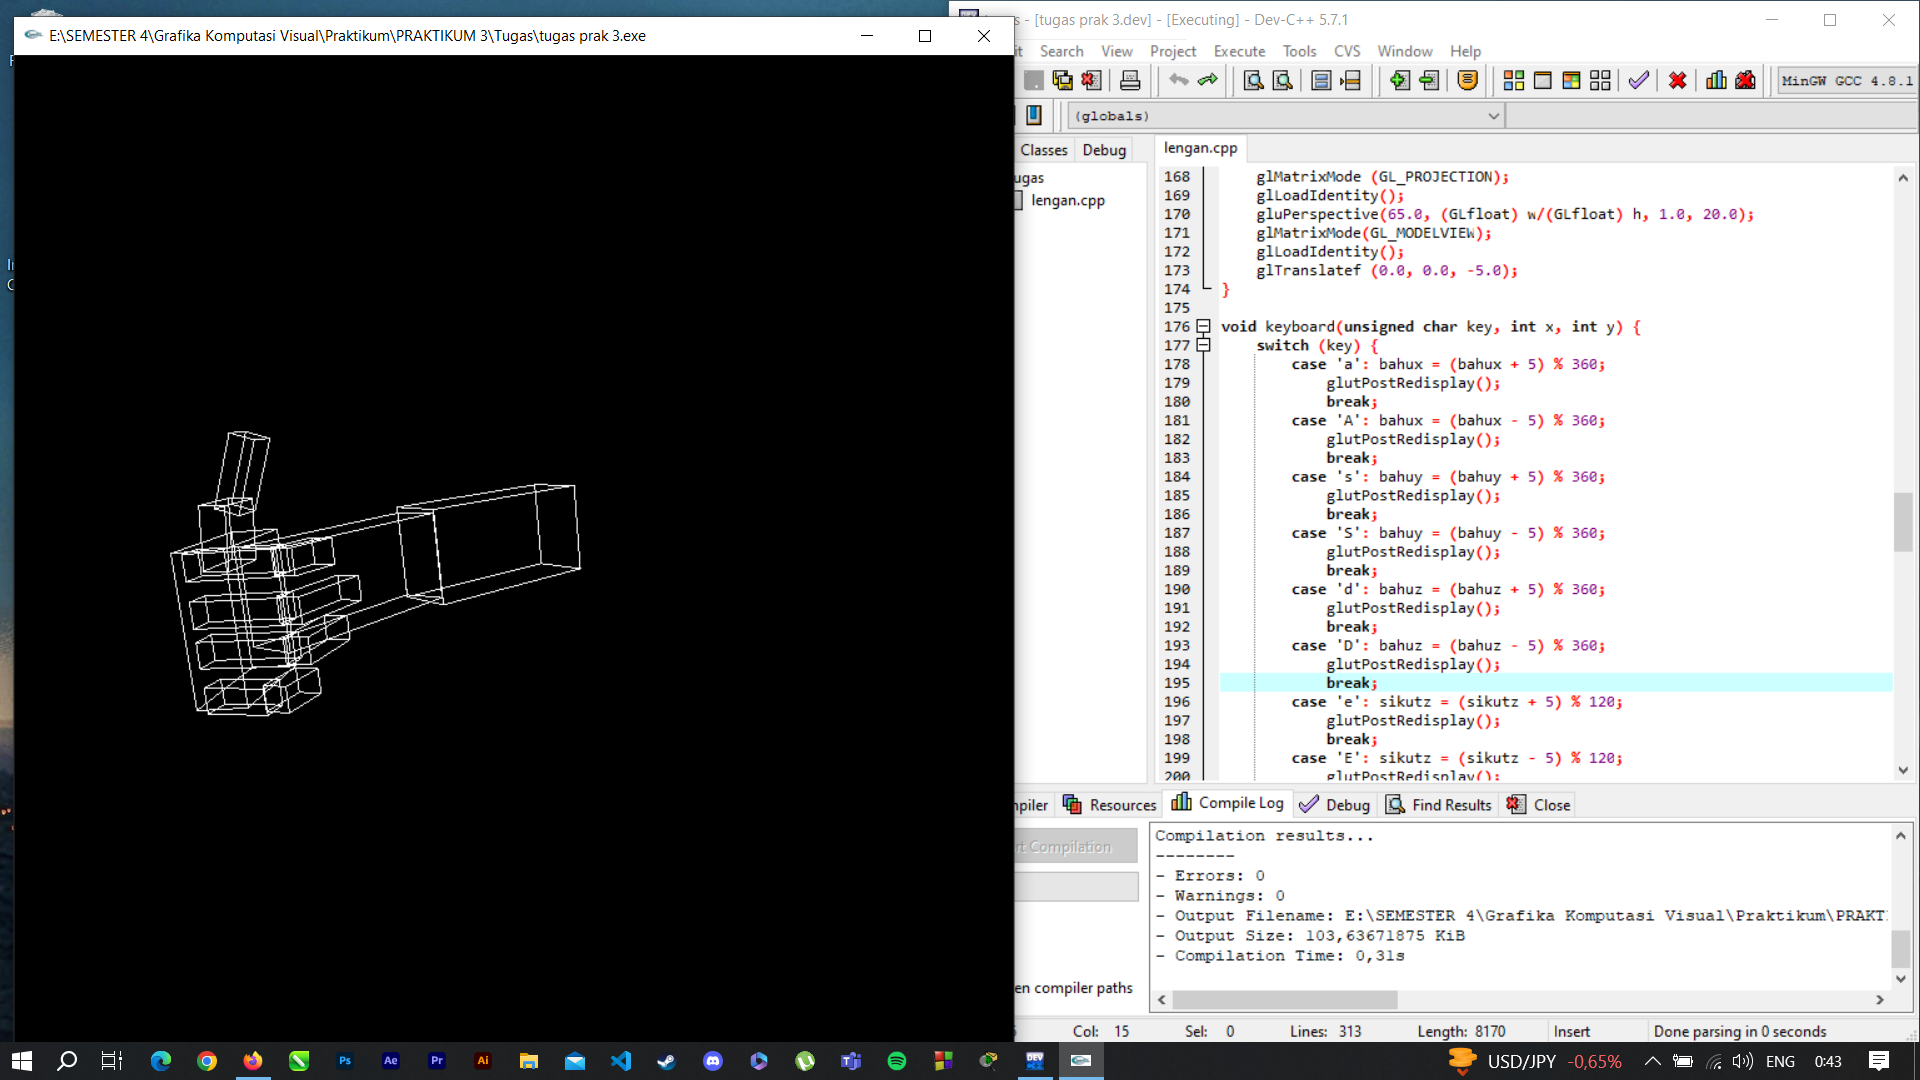 E:\SEMESTER 4\Grafika Komputasi Visual\Praktikum\PRAKTIKUM 3\Tugas\tugas prak 3.exe
- [tugas prak 3.dev] - [Executing] - Dev-C++ 5.7.1
Search View Project Execute Tools CVS Window Help
MinGW GCC 4.8.1
(globals)
Classes Debug
lengan.cpp
ugas
lengan.cpp
168 glMatrixMode (GL_PROJECTION);
169 glLoadIdentity();
170 gluPerspective(65.0, (GLfloat) w/(GLfloat) h, 1.0, 20.0);
171 glMatrixMode(GL_MODELVIEW);
172 glLoadIdentity();
173 glTranslatef (0.0, 0.0, -5.0);
174 }
175
176 void keyboard(unsigned char key, int x, int y) {
177 switch (key) {
178 case 'a': bahux = (bahux + 5) % 360;
179 glutPostRedisplay();
180 break;
181 case 'A': bahux = (bahux - 5) % 360;
182 glutPostRedisplay();
183 break;
184 case 's': bahuy = (bahuy + 5) % 360;
185 glutPostRedisplay();
186 break;
187 case 'S': bahuy = (bahuy - 5) % 360;
188 glutPostRedisplay();
189 break;
190 case 'd': bahuz = (bahuz + 5) % 360;
191 glutPostRedisplay();
192 break;
193 case 'D': bahuz = (bahuz - 5) % 360;
194 glutPostRedisplay();
195 break;
196 case 'e': sikutz = (sikutz + 5) % 120;
197 glutPostRedisplay();
198 break;
199 case 'E': sikutz = (sikutz - 5) % 120;
200 glutPostRedisplay();
mpiler Resources Compile Log Debug Find Results Close
rt Compilation
Compilation results...
--------
- Errors: 0
- Warnings: 0
- Output Filename: E:\SEMESTER 4\Grafika Komputasi Visual\Praktikum\PRAKT
- Output Size: 103,63671875 KiB
- Compilation Time: 0,31s
en compiler paths
Col: 15 Sel: 0 Lines: 313 Length: 8170 Insert Done parsing in 0 seconds
Ps Ae Pr Ai DEV USD/JPY -0,65% ENG 0:43